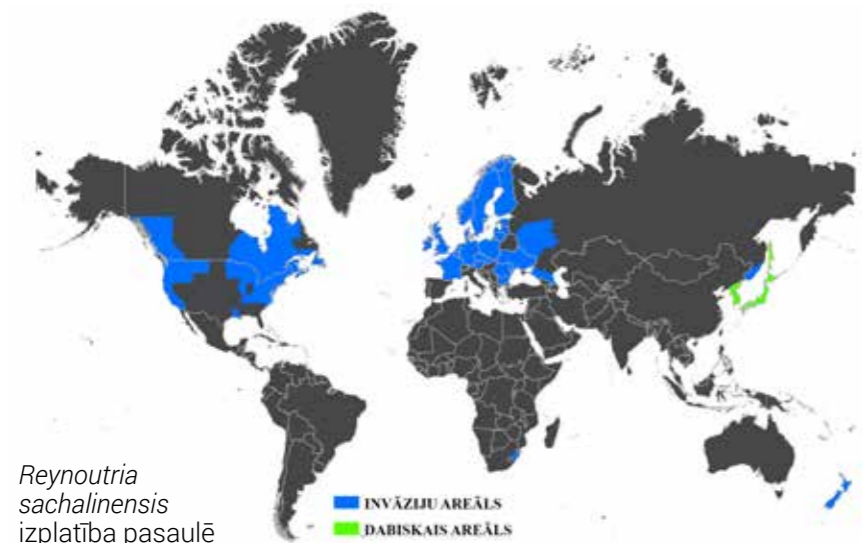 Reynoutria
sachalinensis
izplatība pasaulē
INVĀZIJU AREĀLS
DABISKAIS AREĀLS